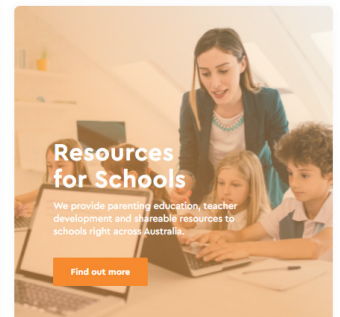 Resources
for Schools
We provide parenting education, teacher
development and shareable resources to
schools right across Australia.
Find out more